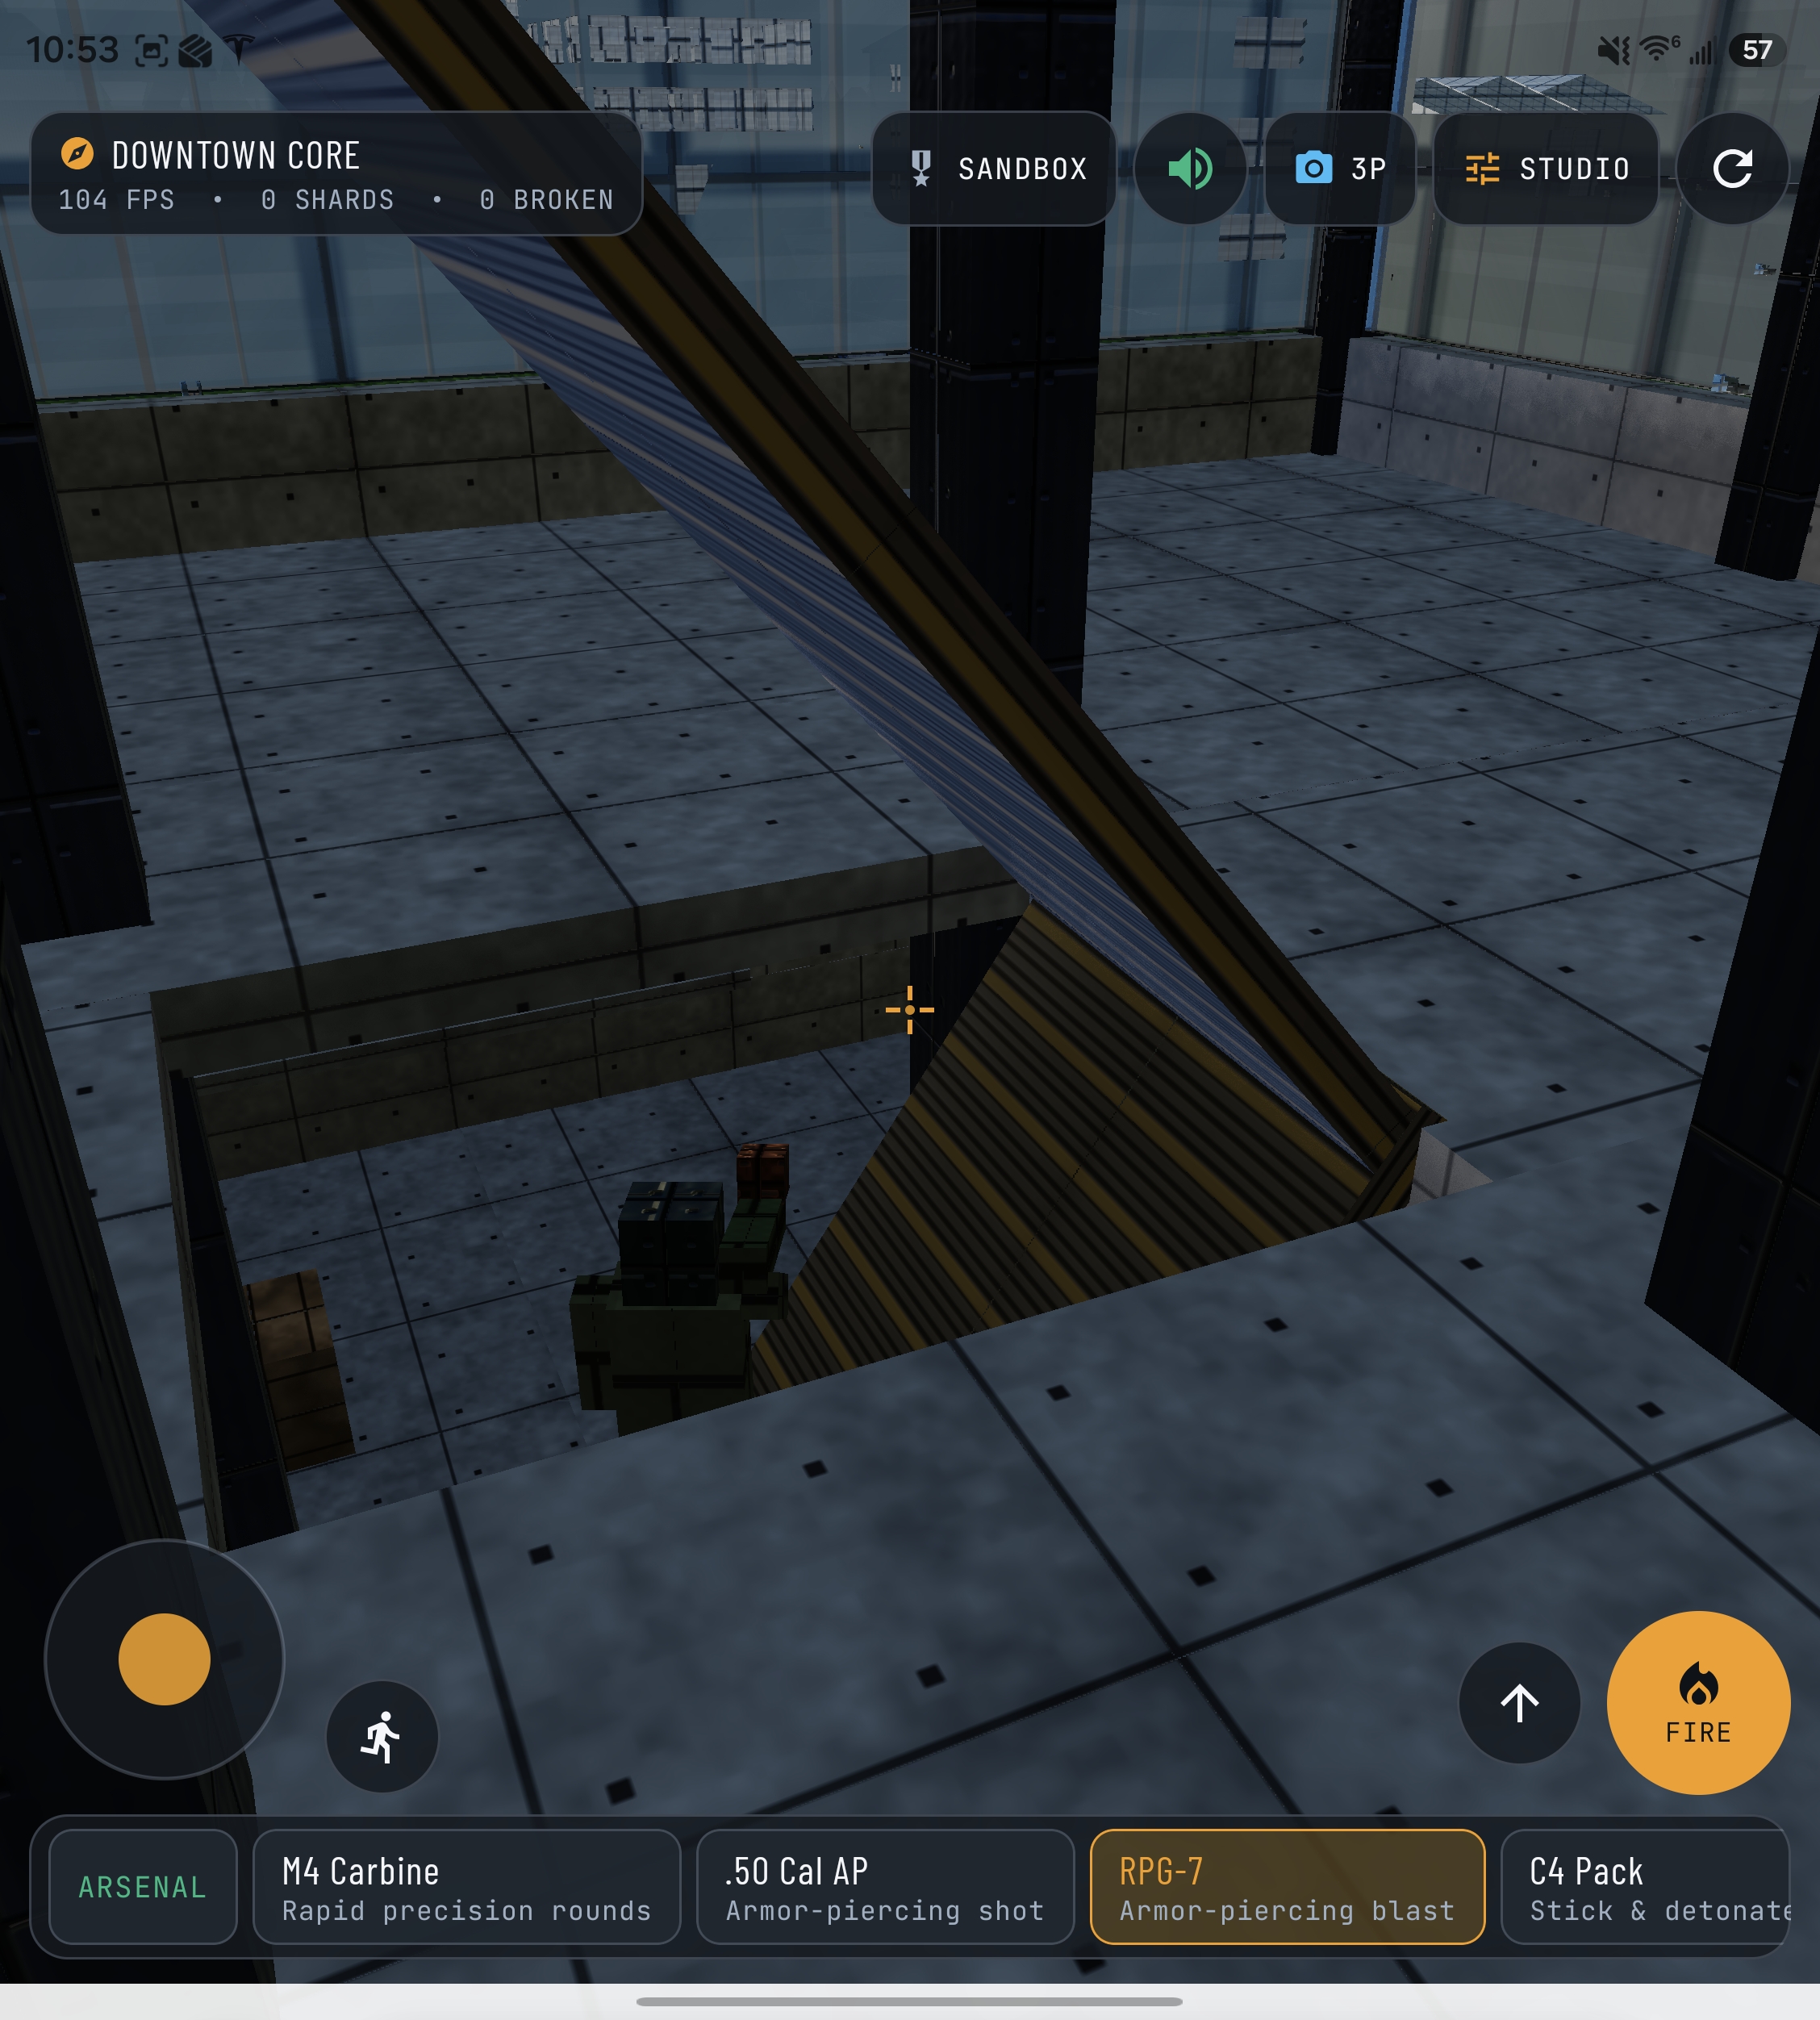 10:53
6
57
DOWNTOWN CORE
104 FPS • 0 SHARDS • 0 BROKEN
SANDBOX
3P
STUDIO
FIRE
ARSENAL
M4 Carbine
Rapid precision rounds
.50 Cal AP
Armor-piercing shot
RPG-7
Armor-piercing blast
C4 Pack
Stick & detonate